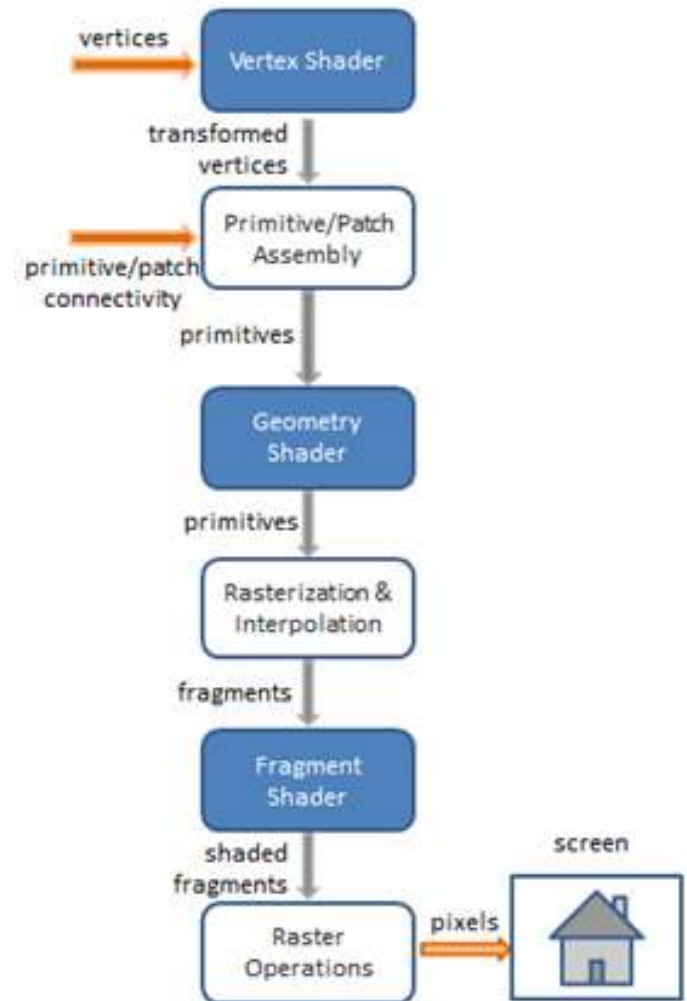 vertices
Vertex Shader
transformed
vertices
Primitive/Patch
Assembly
primitive/patch
connectivity
primitives
Geometry
Shader
primitives
Rasterization &
Interpolation
fragments
Fragment
Shader
shaded
fragments
screen
Raster
Operations
pixels